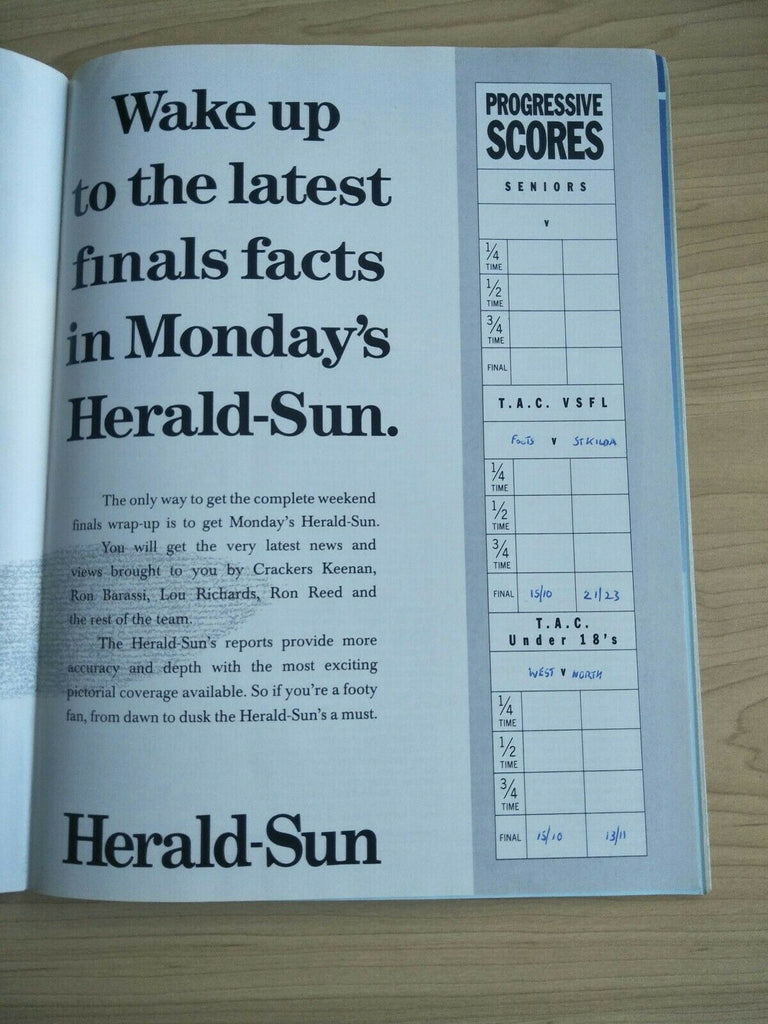 Wake up
to the latest
finals facts
in Monday's
Herald-Sun.
The only way to get the complete weekend
finals wrap-up is to get Monday's Herald-Sun.
You will get the very latest news and
views brought to you by Crackers Keenan,
Ron Barassi, Lou Richards, Ron Reed and
the rest of the team.
The Herald-Sun's reports provide more
accuracy and depth with the most exciting
pictorial coverage available. So if you're a footy
fan, from dawn to dusk the Herald-Sun's a must.
Herald-Sun
PROGRESSIVE
SCORES
SENIORS
v
1/4
TIME
1/2
TIME
3/4
TIME
FINAL
T.A.C. VSFL
FOOTS v ST KILDA
1/4
TIME
1/2
TIME
3/4
TIME
FINAL 15/10 21/23
T.A.C.
Under 18's
WEST v NORTH
1/4
TIME
1/2
TIME
3/4
TIME
FINAL 15/10 13/11